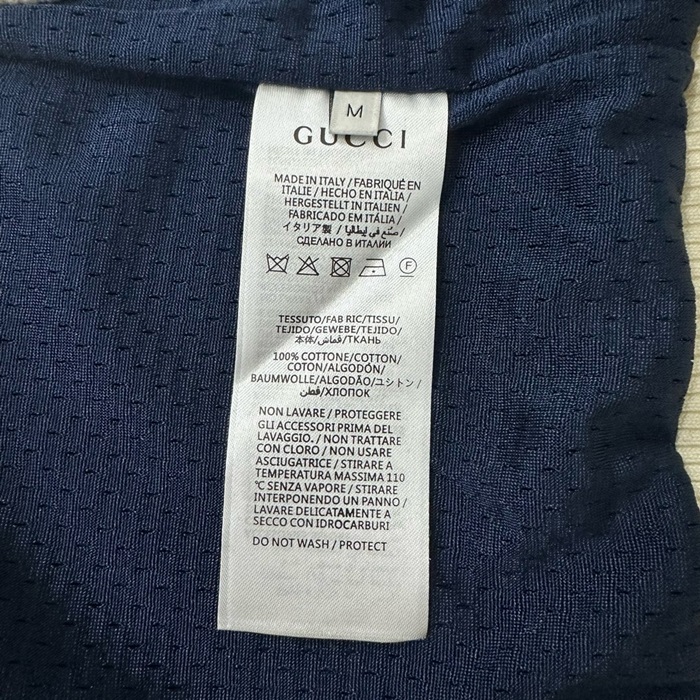 M
GUCCI
MADE IN ITALY / FABRIQUÉ EN
ITALIE / HECHO EN ITALIA /
HERGESTELLT IN ITALIEN /
FABRICADO EM ITÁLIA /
イタリア製 / صنع في إيطاليا /
СДЕЛАНО В ИТАЛИИ
F
TESSUTO/FAB RIC/TISSU/
TEJIDO/GEWEBE/TEJIDO/
本体/قماش/ТКАНЬ
100% COTTONE/COTTON/
COTON/ALGODÓN/
BAUMWOLLE/ALGODÃO/ユシトン/
قطن/ХЛОПОК
NON LAVARE / PROTEGGERE
GLI ACCESSORI PRIMA DEL
LAVAGGIO. / NON TRATTARE
CON CLORO / NON USARE
ASCIUGATRICE / STIRARE A
TEMPERATURA MASSIMA 110
℃ SENZA VAPORE / STIRARE
INTERPONENDO UN PANNO /
LAVARE DELICATAMENTE A
SECCO CON IDROCARBURI
DO NOT WASH / PROTECT